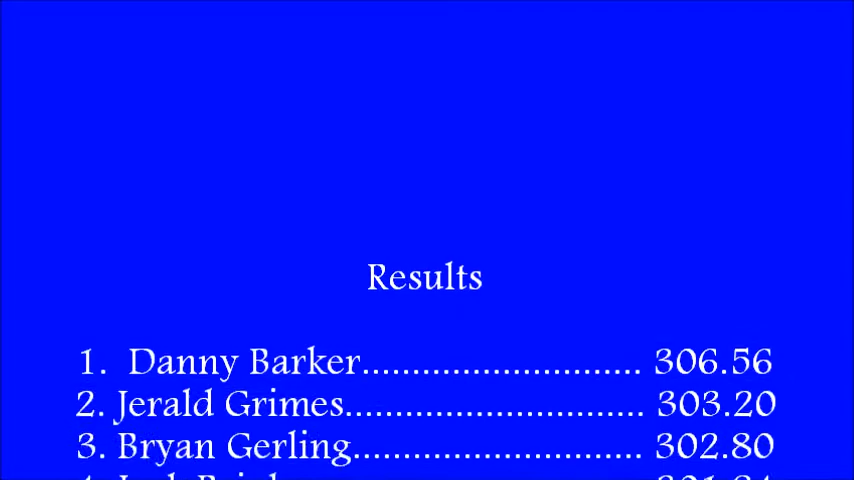 Results
1. Danny Barker............................ 306.56
2. Jerald Grimes.............................. 303.20
3. Bryan Gerling............................. 302.80